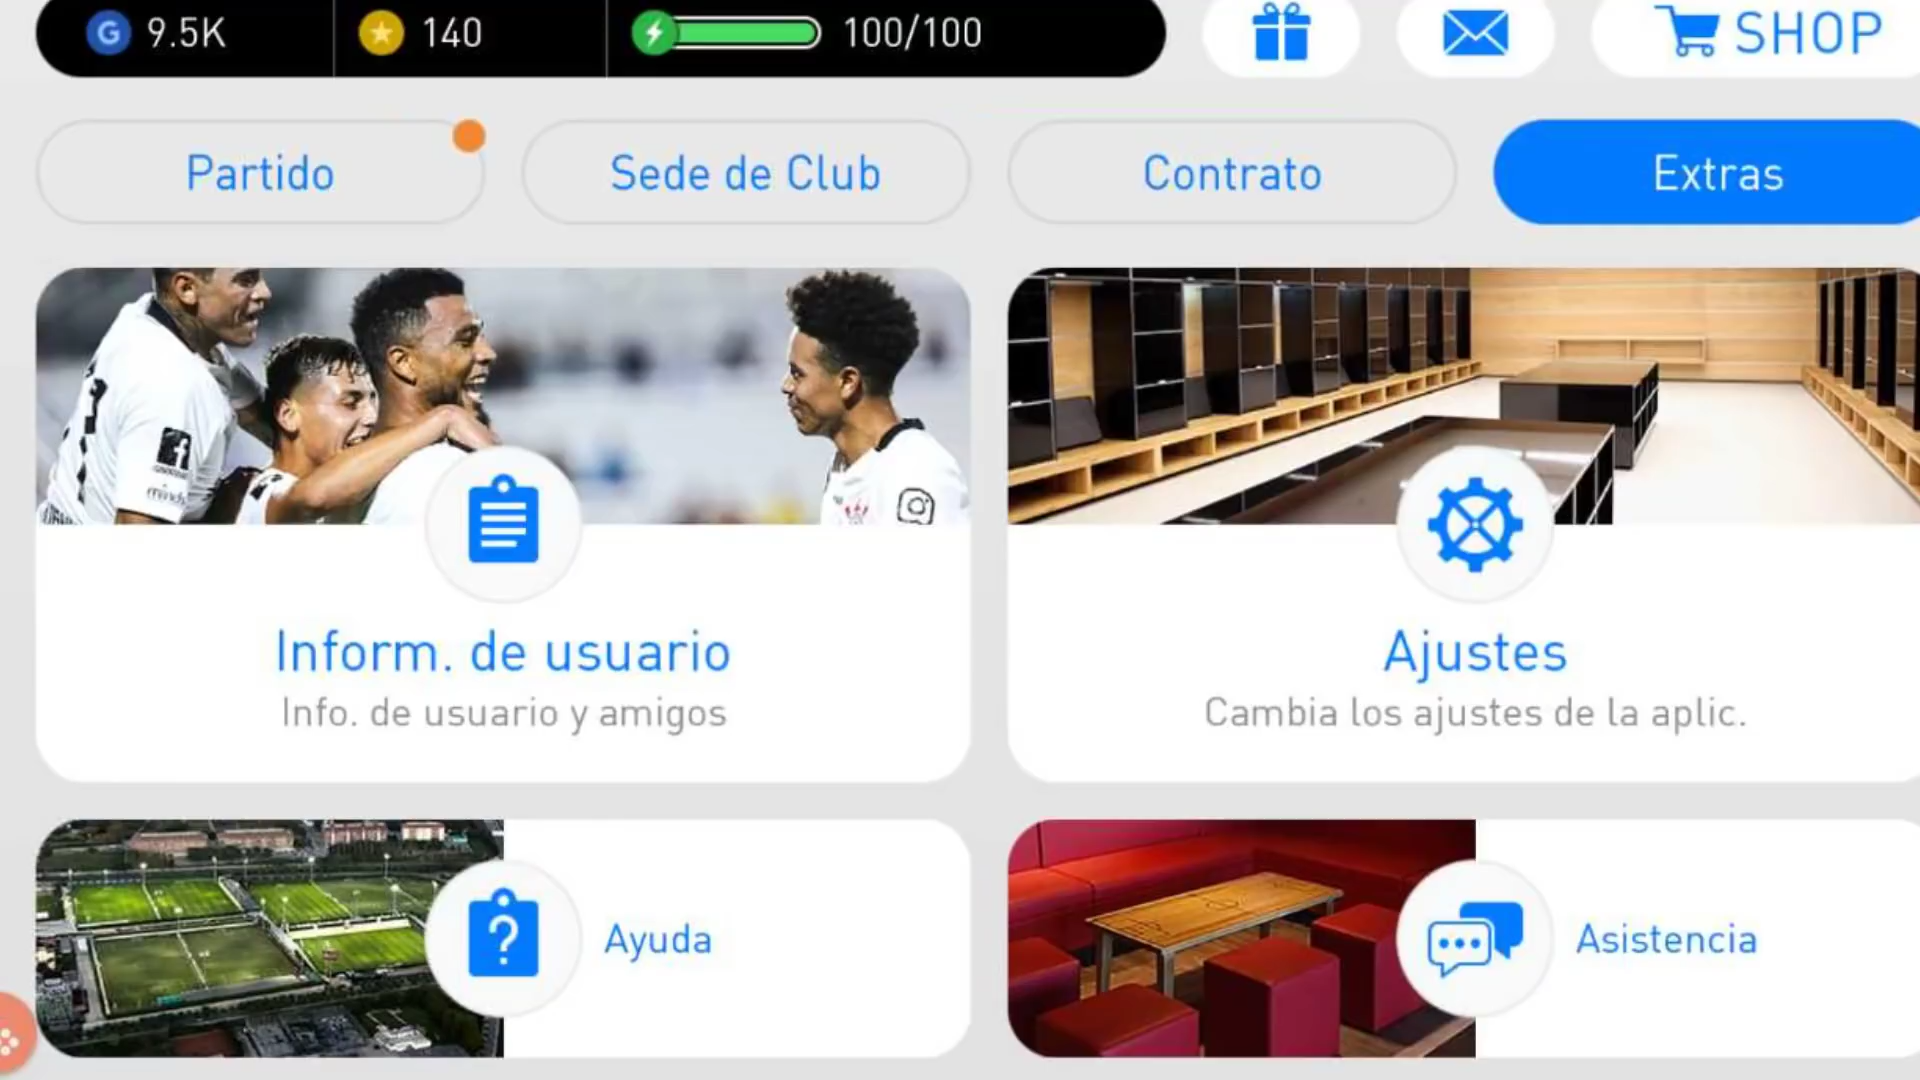 9.5K 140 100/100 SHOP
Partido Sede de Club Contrato Extras
Inform. de usuario
Info. de usuario y amigos
Ajustes
Cambia los ajustes de la aplic.
Ayuda
Asistencia